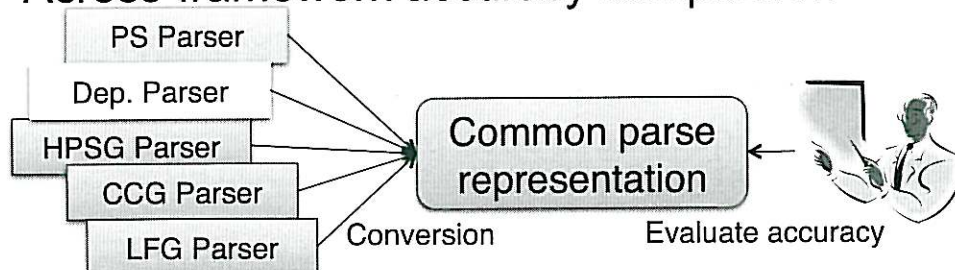 PS Parser
Dep. Parser
HPSG Parser
CCG Parser
LFG Parser
Common parse
representation
Conversion
Evaluate accuracy